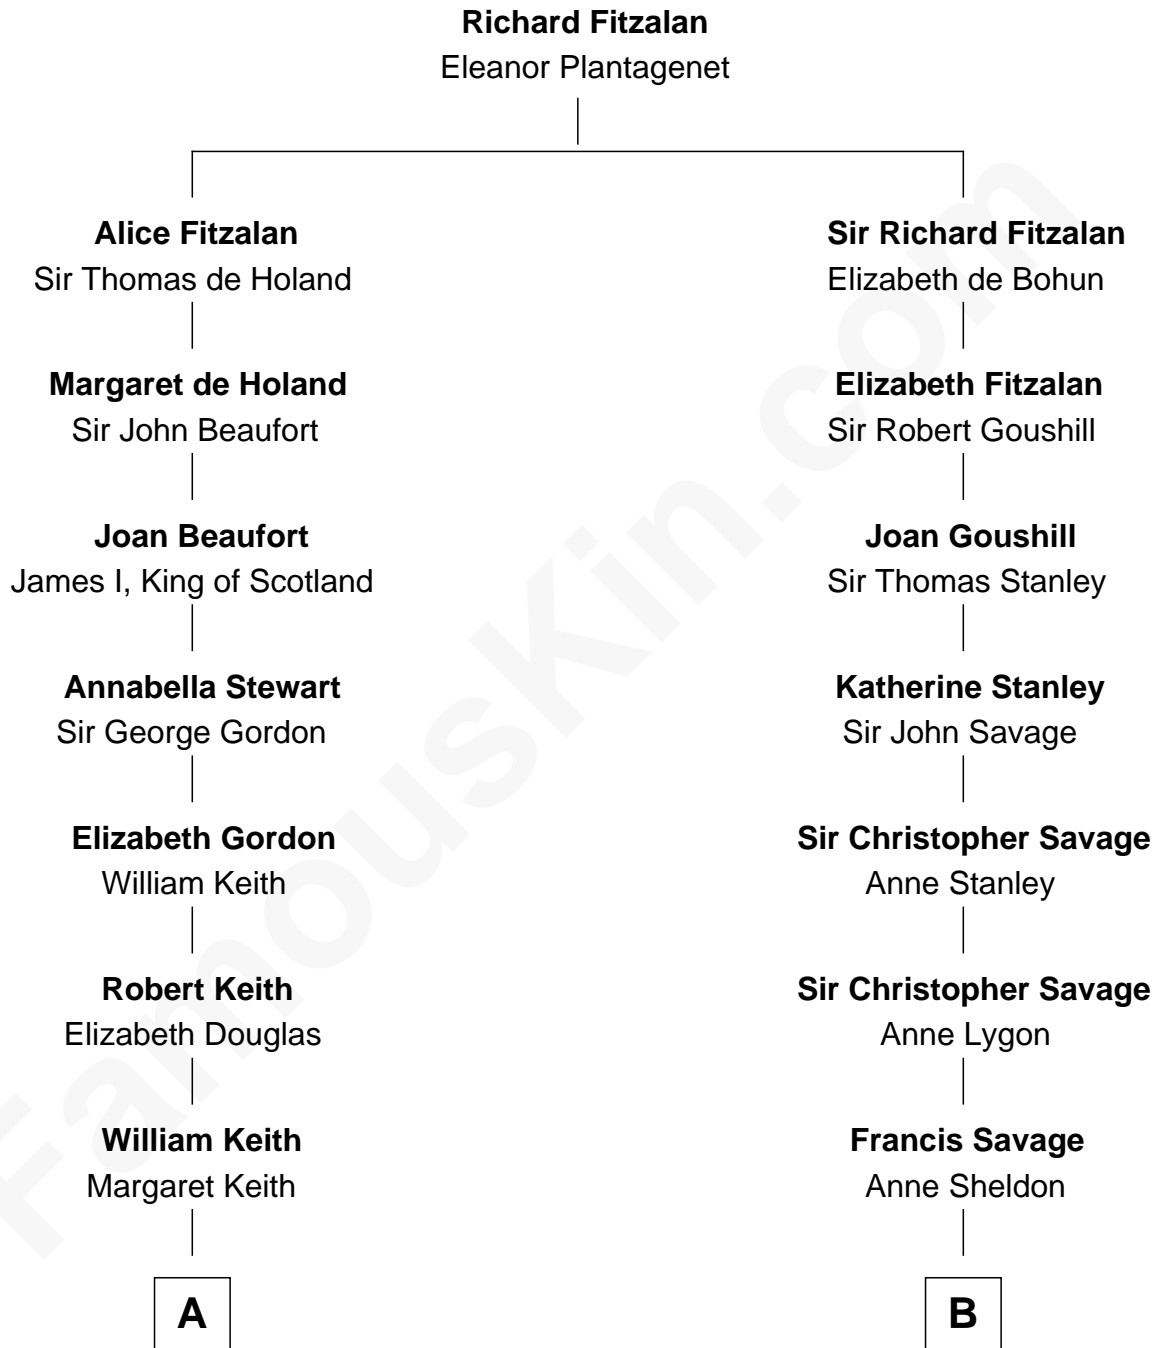 Richard Fitzalan
Eleanor Plantagenet
Alice Fitzalan
Sir Thomas de Holand
Sir Richard Fitzalan
Elizabeth de Bohun
Margaret de Holand
Sir John Beaufort
Elizabeth Fitzalan
Sir Robert Goushill
Joan Beaufort
James I, King of Scotland
Joan Goushill
Sir Thomas Stanley
Annabella Stewart
Sir George Gordon
Katherine Stanley
Sir John Savage
Elizabeth Gordon
William Keith
Sir Christopher Savage
Anne Stanley
Robert Keith
Elizabeth Douglas
Sir Christopher Savage
Anne Lygon
William Keith
Margaret Keith
Francis Savage
Anne Sheldon
A
B
FamousKin.com